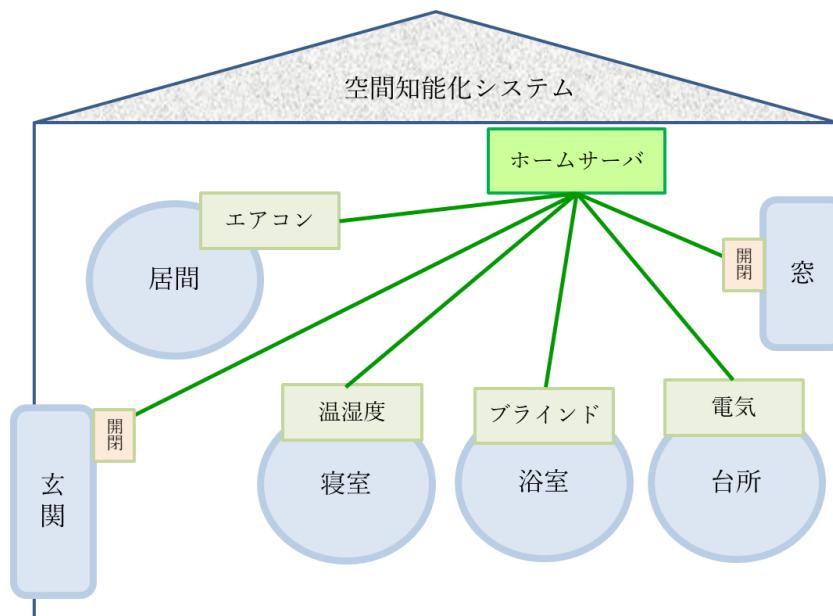 空間知能化システム
ホームサーバ
エアコン
居間
開閉
窓
温湿度
寝室
ブラインド
浴室
電気
台所
開閉
玄関